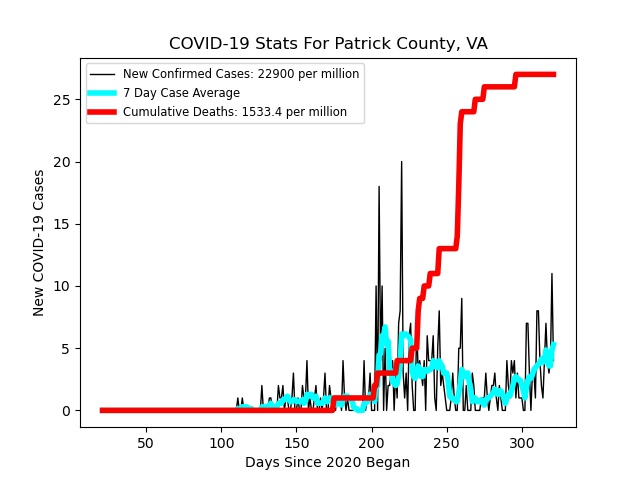 COVID-19 Stats For Patrick County, VA
New Confirmed Cases: 22900 per million
7 Day Case Average
Cumulative Deaths: 1533.4 per million
New COVID-19 Cases
25
20
15
10
5
0
50 100 150 200 250 300
Days Since 2020 Began